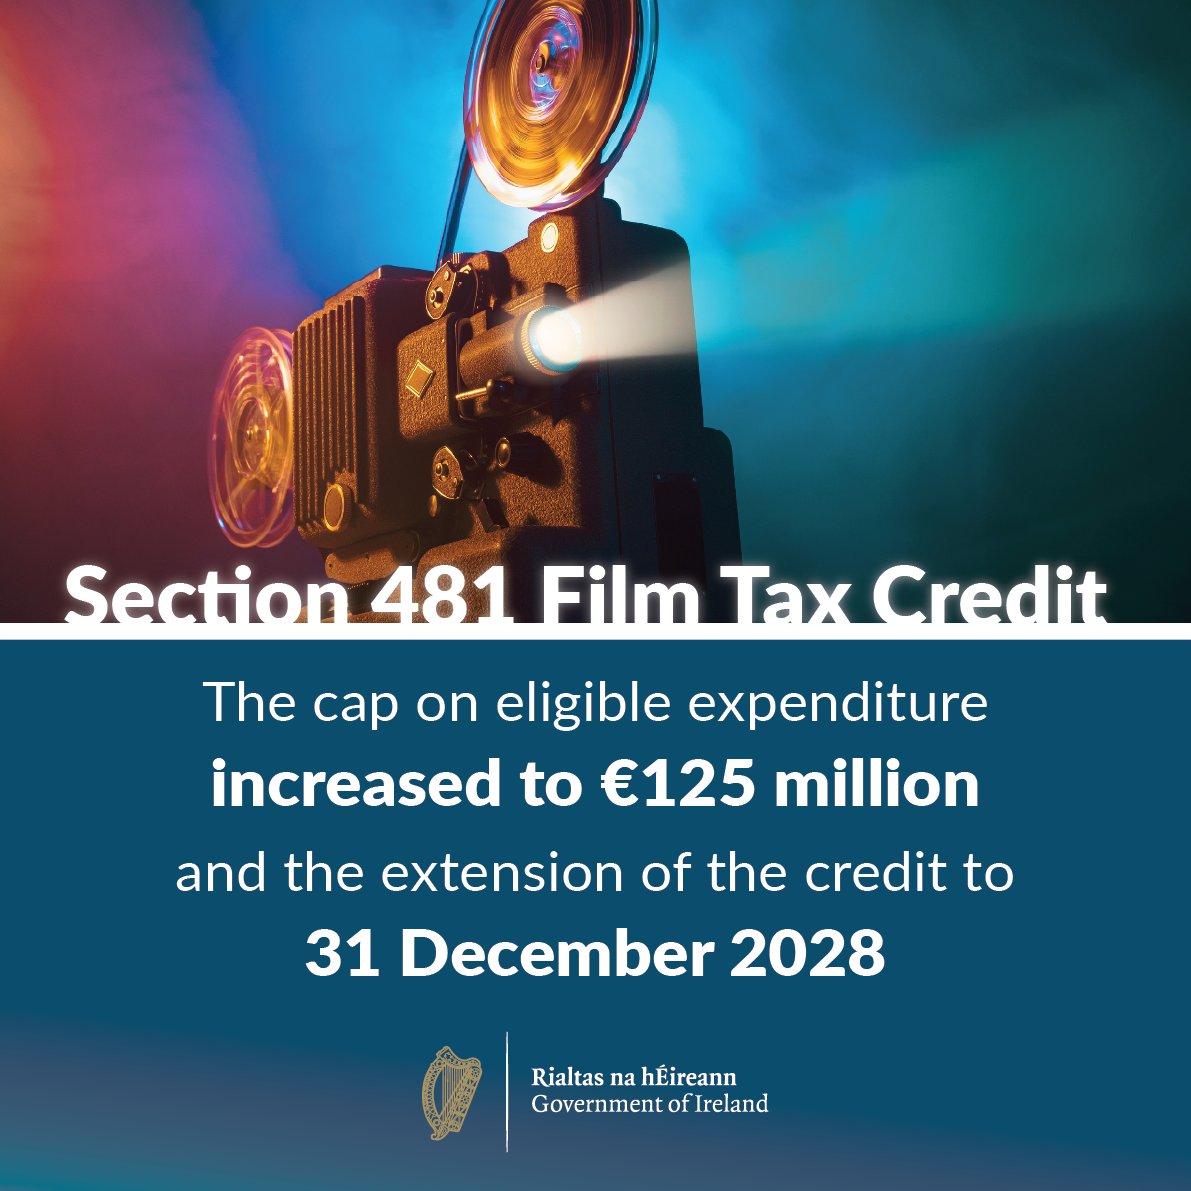 Section 481 Film Tax Credit
The cap on eligible expenditure
increased to €125 million
and the extension of the credit to
31 December 2028
Rialtas na hÉireann
Government of Ireland